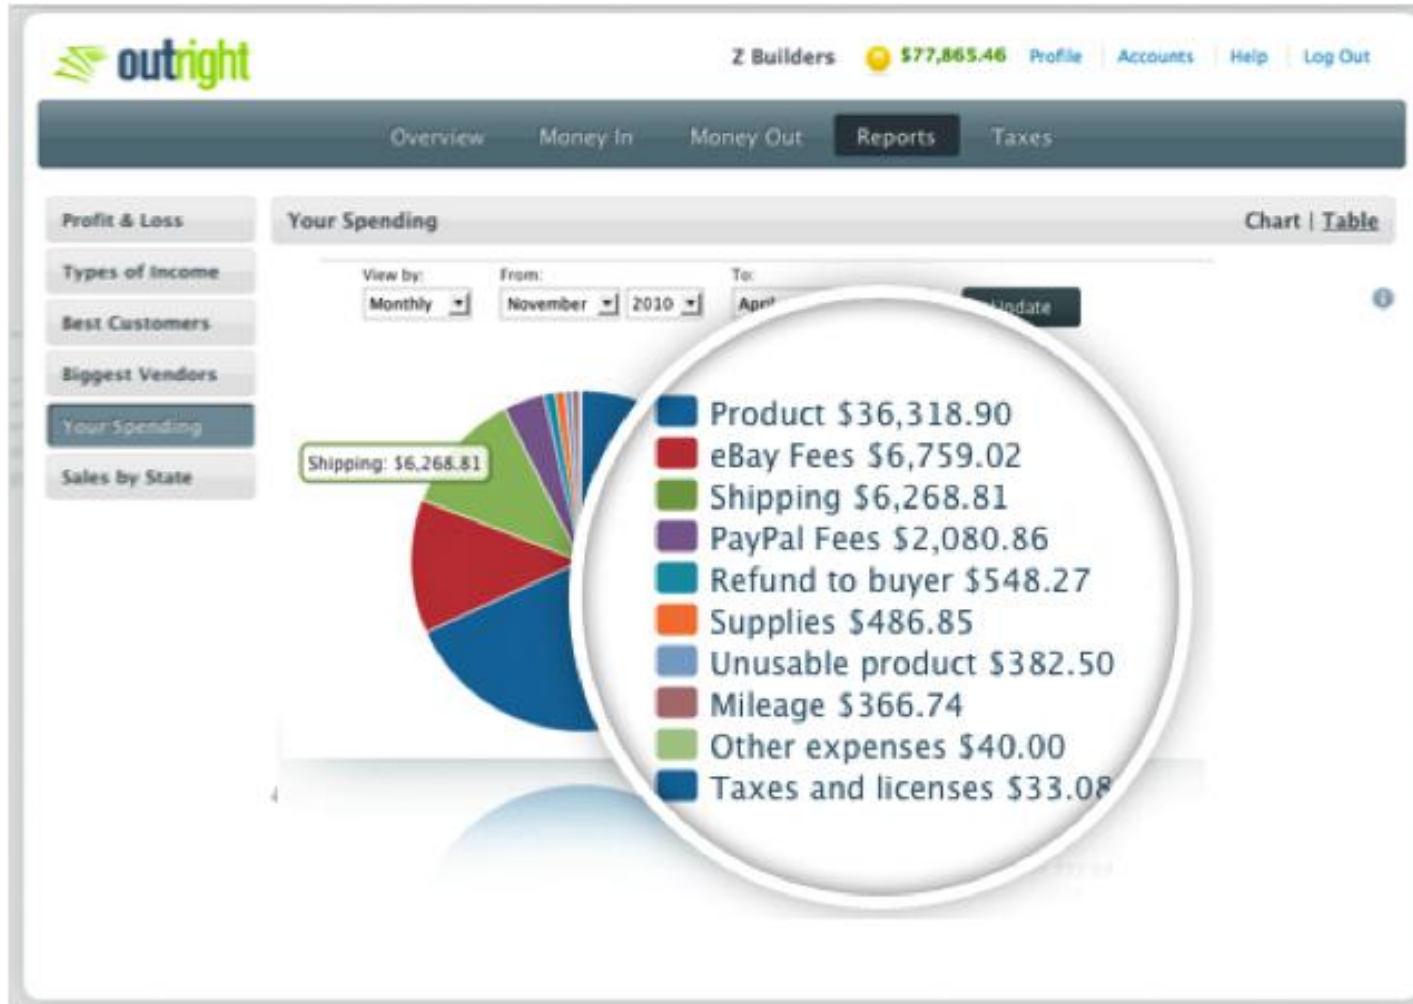 outright
Z Builders $77,865.46 Profile Accounts Help Log Out
Overview Money In Money Out Reports Taxes
Profit & Loss
Types of Income
Best Customers
Biggest Vendors
Your Spending
Sales by State
Your Spending
Chart | Table
View by: From: To:
Monthly November 2010 April Update
Shipping: $6,268.81
Product $36,318.90
eBay Fees $6,759.02
Shipping $6,268.81
PayPal Fees $2,080.86
Refund to buyer $548.27
Supplies $486.85
Unusable product $382.50
Mileage $366.74
Other expenses $40.00
Taxes and licenses $33.08